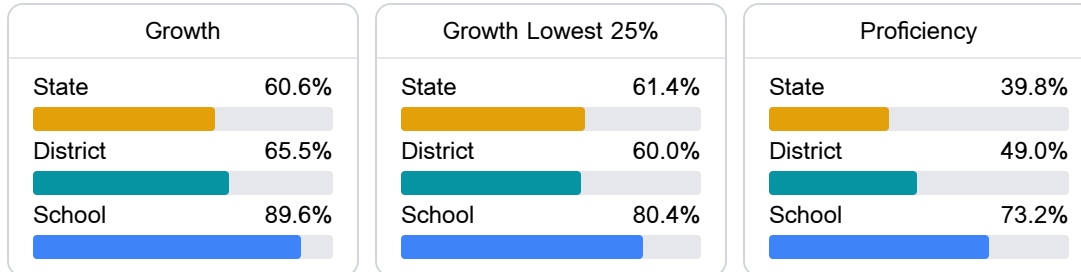 Growth
State 60.6%
District 65.5%
School 89.6%
Growth Lowest 25%
State 61.4%
District 60.0%
School 80.4%
Proficiency
State 39.8%
District 49.0%
School 73.2%